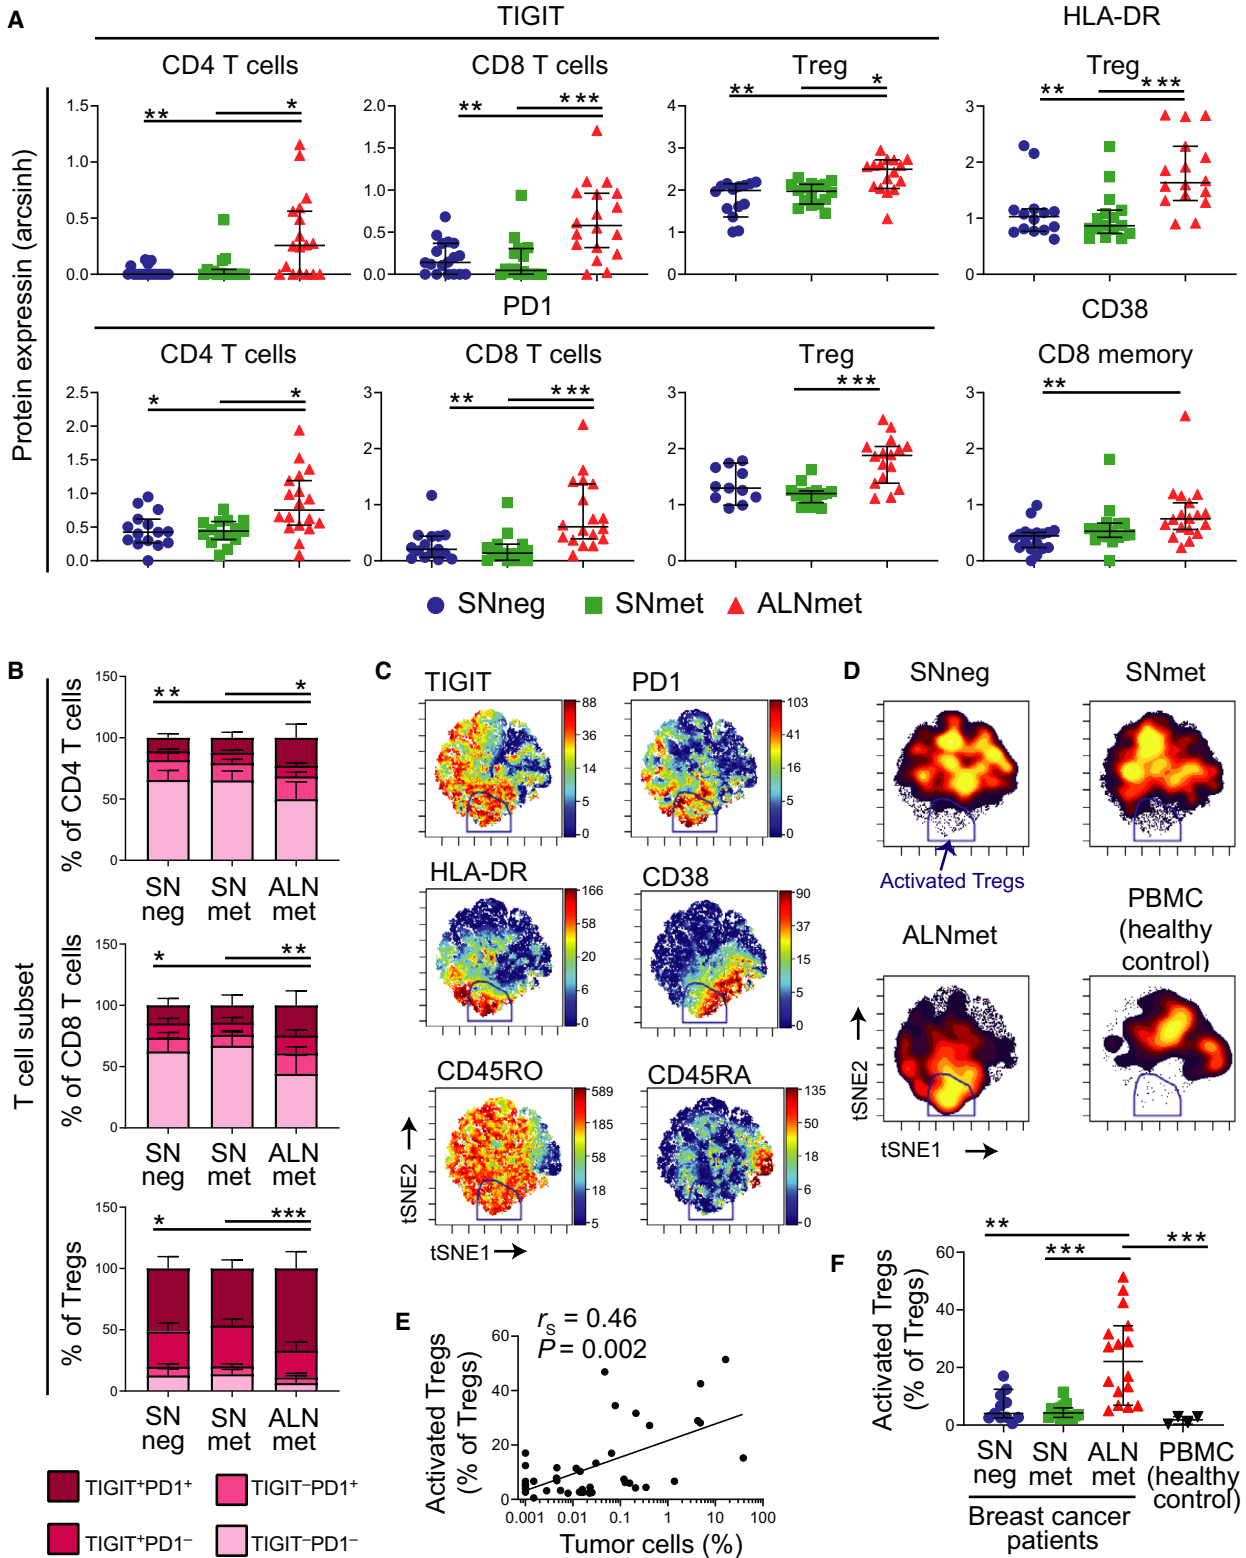 A
TIGIT
HLA-DR
CD4 T cells
CD8 T cells
Treg
Treg
Protein expressin (arcsinh)
1.5
1.0
0.5
0.0
** *
2.0
1.5
1.0
0.5
0.0
** ***
4
3
2
1
0
** *
3
2
1
0
** ***
PD1
CD38
CD4 T cells
CD8 T cells
Treg
CD8 memory
2.5
2.0
1.5
1.0
0.5
0.0
* *
3
2
1
0
** ***
3
2
1
0
***
3
2
1
0
**
SNneg SNmet ALNmet
B
T cell subset
% of CD4 T cells
150
100
50
0
** *
SN neg
SN met
ALN met
% of CD8 T cells
150
100
50
0
* **
SN neg
SN met
ALN met
% of Tregs
150
100
50
0
* ***
SN neg
SN met
ALN met
TIGIT⁺PD1⁺
TIGIT⁻PD1⁺
TIGIT⁺PD1⁻
TIGIT⁻PD1⁻
C
TIGIT
88
36
14
5
0
PD1
103
41
16
5
0
HLA-DR
166
58
20
6
0
CD38
90
37
15
5
0
CD45RO
589
185
58
18
5
CD45RA
135
50
18
6
0
tSNE2
tSNE1
D
SNneg
SNmet
Activated Tregs
ALNmet
PBMC
(healthy
control)
tSNE2
tSNE1
E
rS = 0.46
P = 0.002
Activated Tregs
(% of Tregs)
60
40
20
0
0.001 0.01 0.1 1 10 100
Tumor cells (%)
F
Activated Tregs
(% of Tregs)
** *** ***
60
40
20
0
SN neg
SN met
ALN met
PBMC
(healthy
control)
Breast cancer
patients